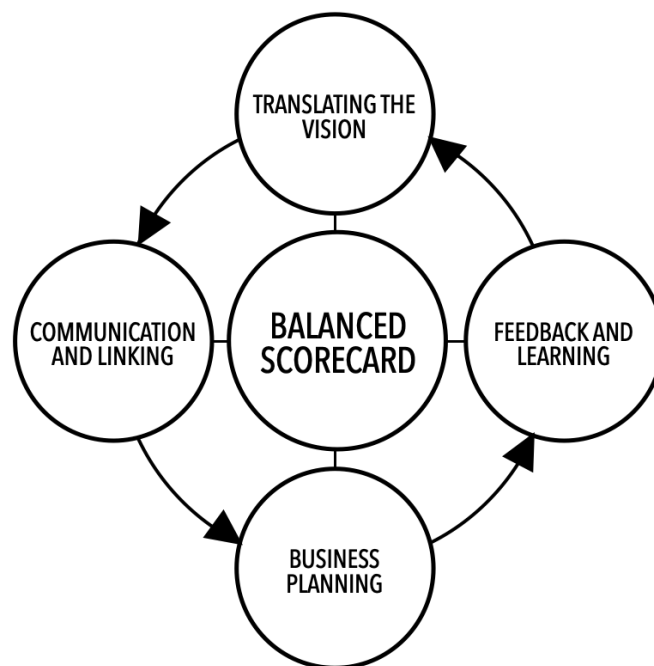 TRANSLATING THE
VISION
COMMUNICATION
AND LINKING
BALANCED
SCORECARD
FEEDBACK AND
LEARNING
BUSINESS
PLANNING